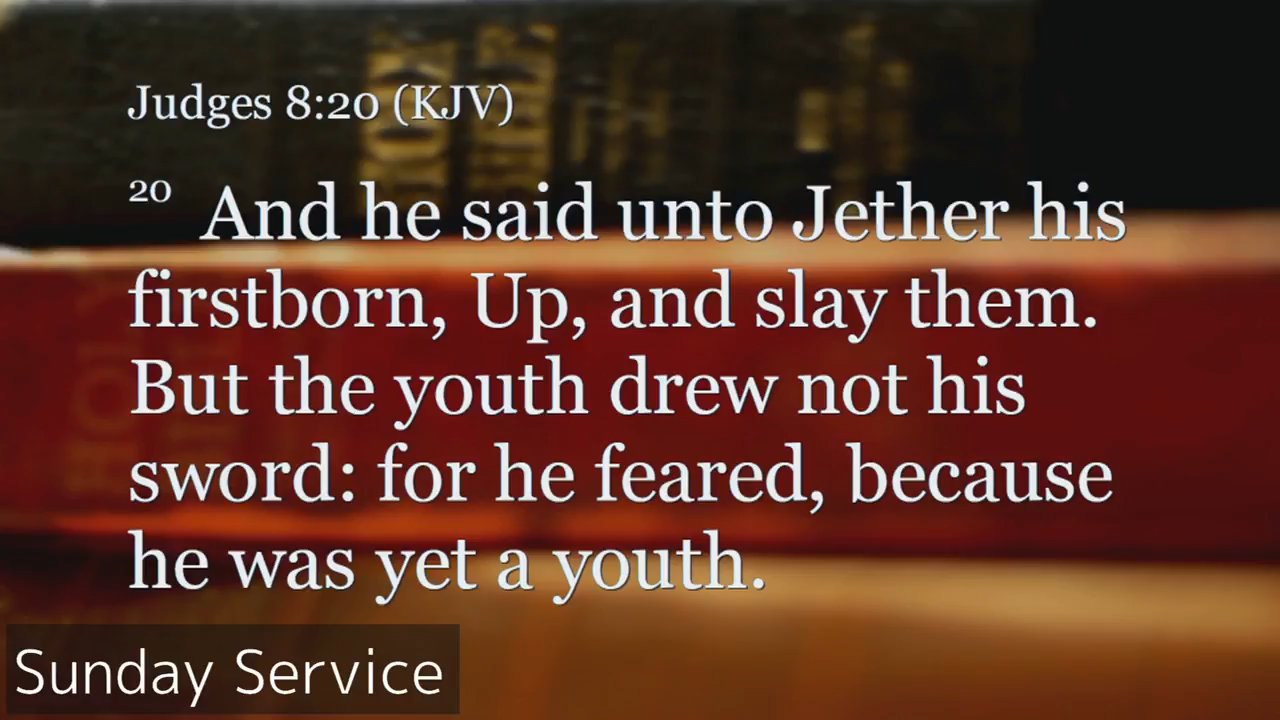 Judges 8:20 (KJV)
20 And he said unto Jether his
firstborn, Up, and slay them.
But the youth drew not his
sword: for he feared, because
he was yet a youth.
Sunday Service